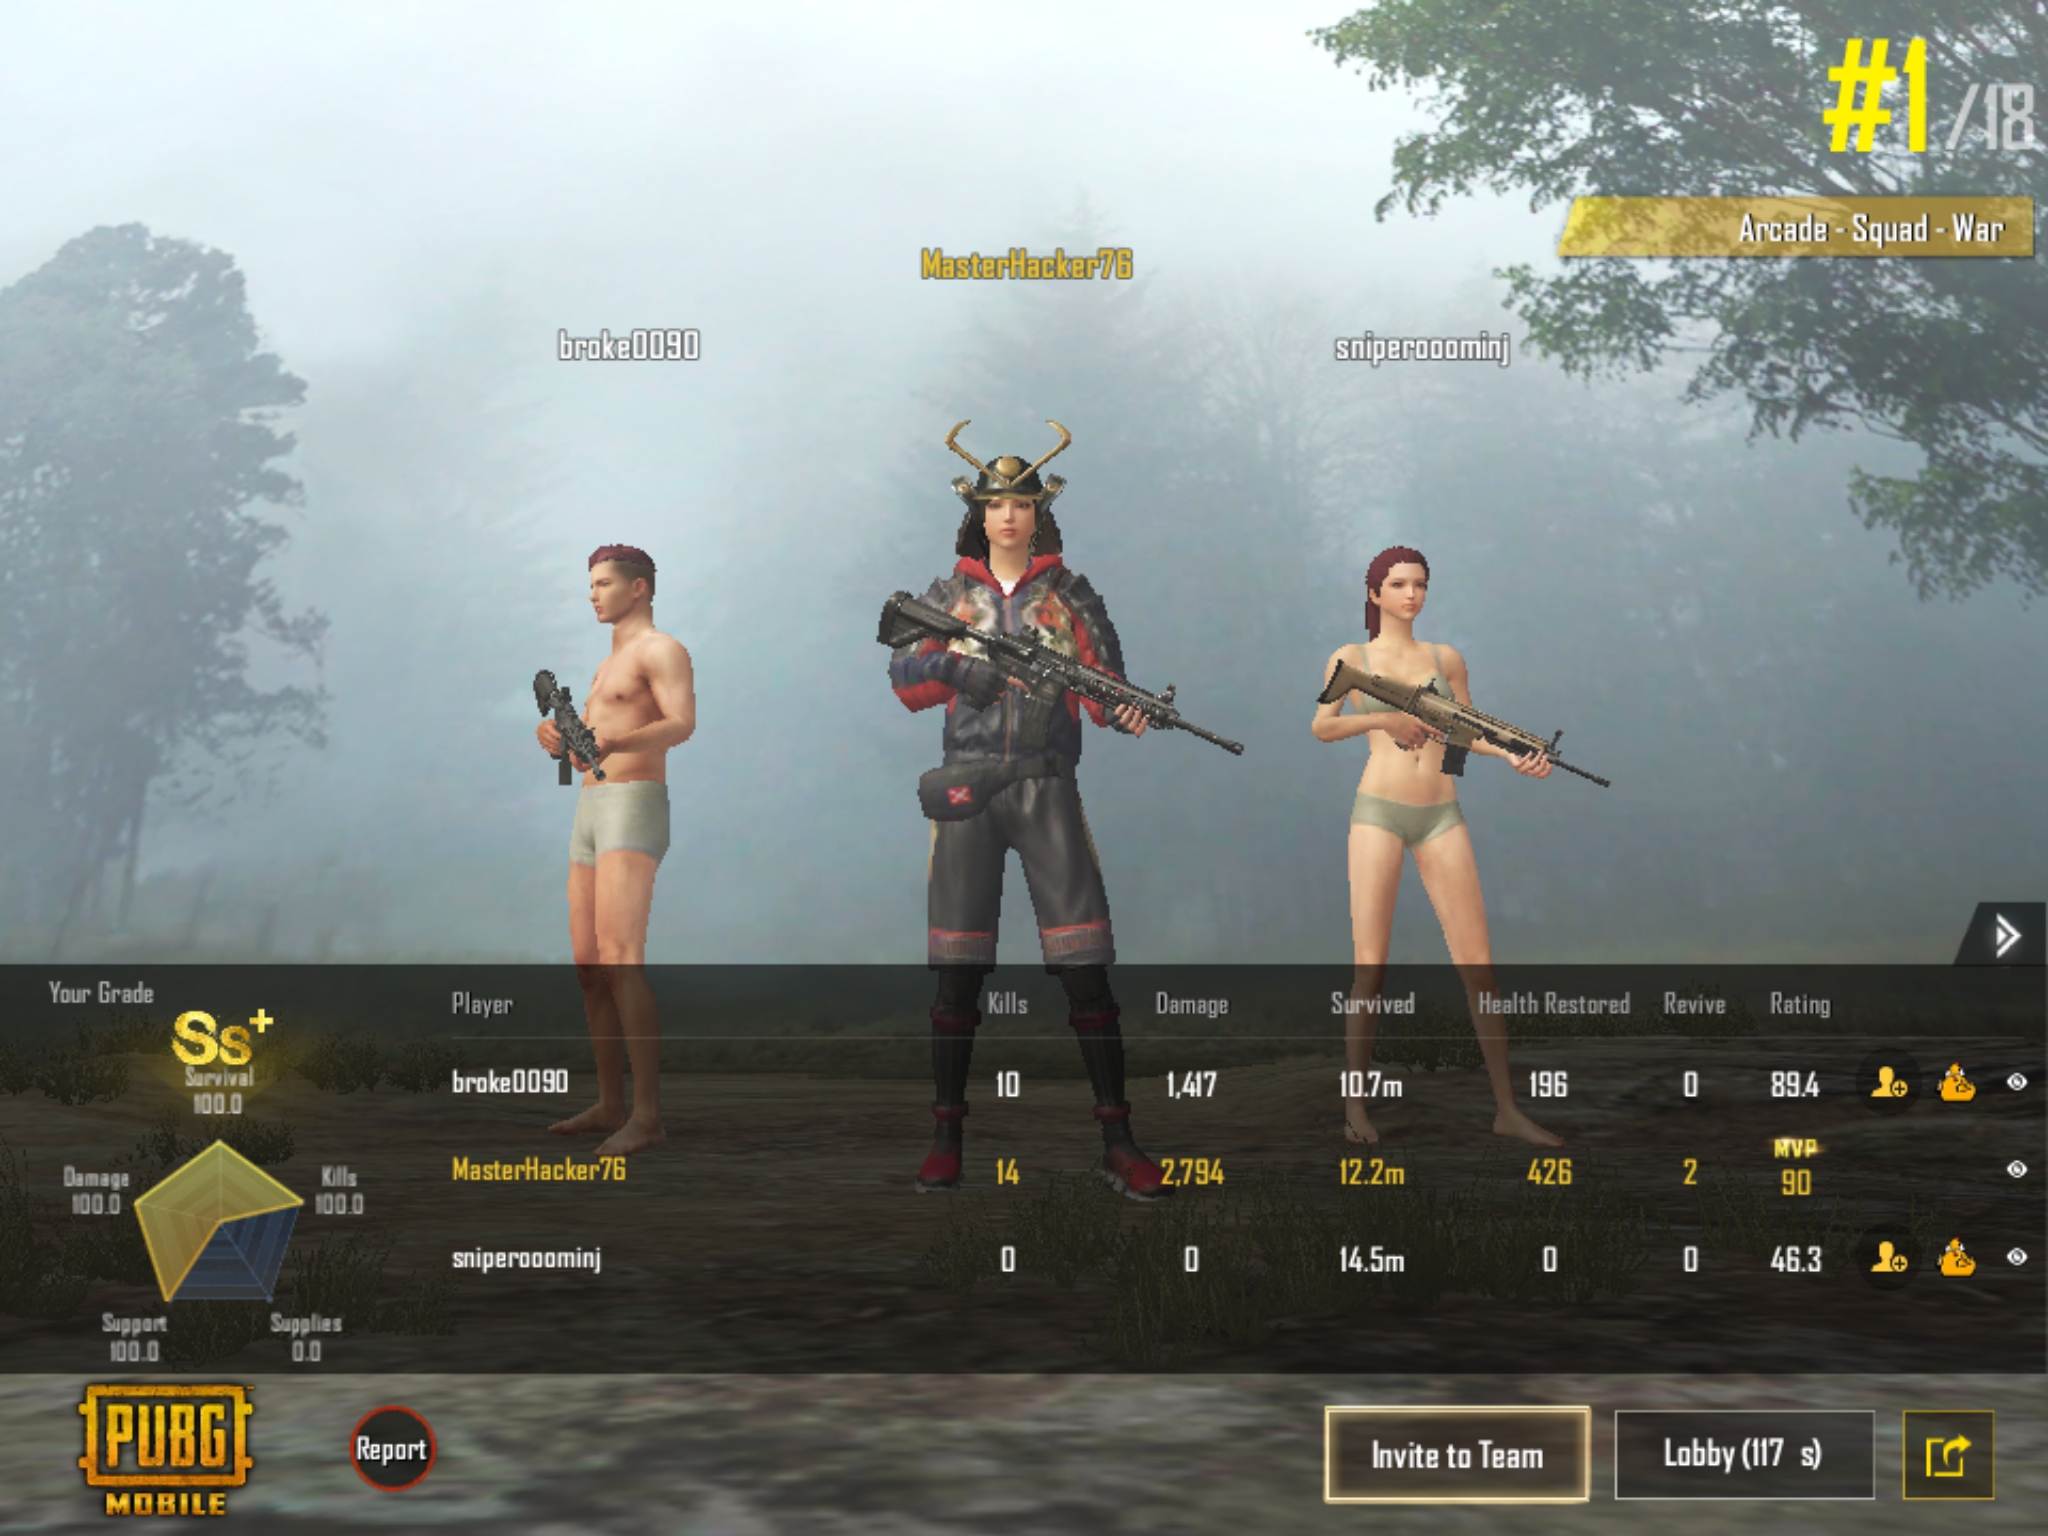 #1/18
Arcade - Squad - War
MasterHacker76
broke0090
sniperooominj
Your Grade
Ss+
Survival
100.0
Damage
100.0
Kills
100.0
Support
100.0
Supplies
0.0
Player Kills Damage Survived Health Restored Revive Rating
broke0090 10 1,417 10.7m 196 0 89.4
MVP
MasterHacker76 14 2,794 12.2m 426 2 90
sniperooominj 0 0 14.5m 0 0 46.3
PUBG
MOBILE
Report
Invite to Team
Lobby (117 s)